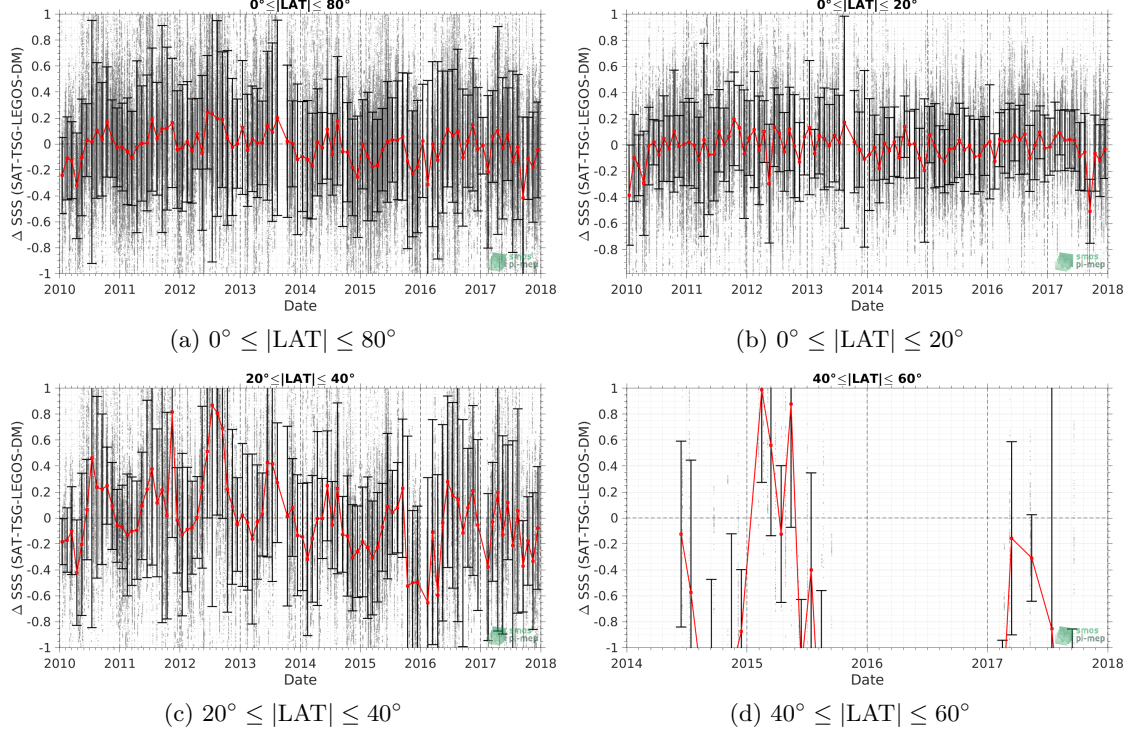 0°≤|LAT|≤ 80°
Δ SSS (SAT-TSG-LEGOS-DM)
1
0.8
0.6
0.4
0.2
0
-0.2
-0.4
-0.6
-0.8
-1
2010 2011 2012 2013 2014 2015 2016 2017 2018
Date
smos
pi-mep
(a) 0° ≤ |LAT| ≤ 80°
0°≤|LAT|≤ 20°
Δ SSS (SAT-TSG-LEGOS-DM)
1
0.8
0.6
0.4
0.2
0
-0.2
-0.4
-0.6
-0.8
2010 2011 2012 2013 2014 2015 2016 2017 2018
Date
smos
pi-mep
(b) 0° ≤ |LAT| ≤ 20°
20°≤|LAT|≤ 40°
Δ SSS (SAT-TSG-LEGOS-DM)
1
0.8
0.6
0.4
0.2
0
-0.2
-0.4
-0.6
-0.8
-1
2010 2011 2012 2013 2014 2015 2016 2017 2018
Date
smos
pi-mep
(c) 20° ≤ |LAT| ≤ 40°
40°≤|LAT|≤ 60°
Δ SSS (SAT-TSG-LEGOS-DM)
1
0.8
0.6
0.4
0.2
0
-0.2
-0.4
-0.6
-0.8
-1
2014 2015 2016 2017 2018
Date
smos
pi-mep
(d) 40° ≤ |LAT| ≤ 60°